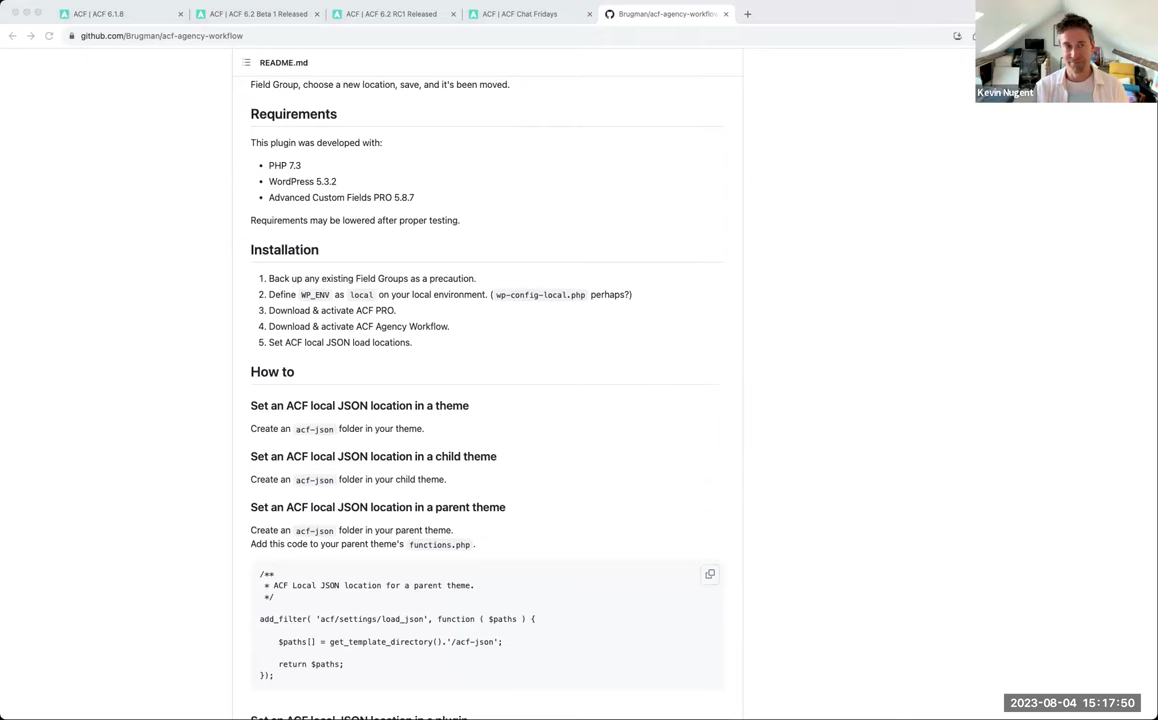 ACF | ACF 6.1.8
ACF | ACF 6.2 Beta 1 Released
ACF | ACF 6.2 RC1 Released
ACF | ACF Chat Fridays
Brugman/acf-agency-workflow
github.com/Brugman/acf-agency-workflow
Kevin Nugent
README.md
Field Group, choose a new location, save, and it's been moved.
Requirements
This plugin was developed with:
• PHP 7.3
• WordPress 5.3.2
• Advanced Custom Fields PRO 5.8.7
Requirements may be lowered after proper testing.
Installation
1. Back up any existing Field Groups as a precaution.
2. Define WP_ENV as local on your local environment. ( wp-config-local.php perhaps?)
3. Download & activate ACF PRO.
4. Download & activate ACF Agency Workflow.
5. Set ACF local JSON load locations.
How to
Set an ACF local JSON location in a theme
Create an acf-json folder in your theme.
Set an ACF local JSON location in a child theme
Create an acf-json folder in your child theme.
Set an ACF local JSON location in a parent theme
Create an acf-json folder in your parent theme.
Add this code to your parent theme's functions.php .
/**
* ACF Local JSON location for a parent theme.
*/
add_filter( 'acf/settings/load_json', function ( $paths ) {
$paths[] = get_template_directory().'/acf-json';
return $paths;
});
Set an ACF local JSON location in a plugin
2023-08-04 15:17:50